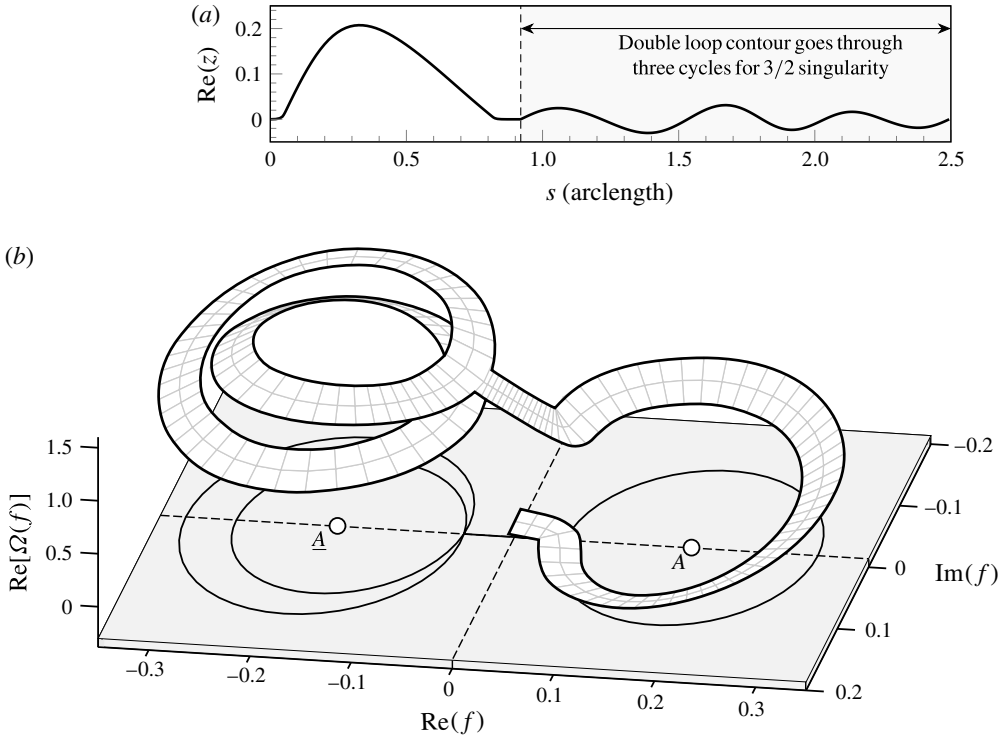 (a)
0.2
0.1
0
Re(z)
Double loop contour goes through
three cycles for 3/2 singularity
0 0.5 1.0 1.5 2.0 2.5
s (arclength)
(b)
1.5
1.0
0.5
0
Re[Ω(f)]
−0.2
−0.1
0
0.1
0.2
Im(f)
A
A
−0.3 −0.2 −0.1 0 0.1 0.2 0.3
Re(f)